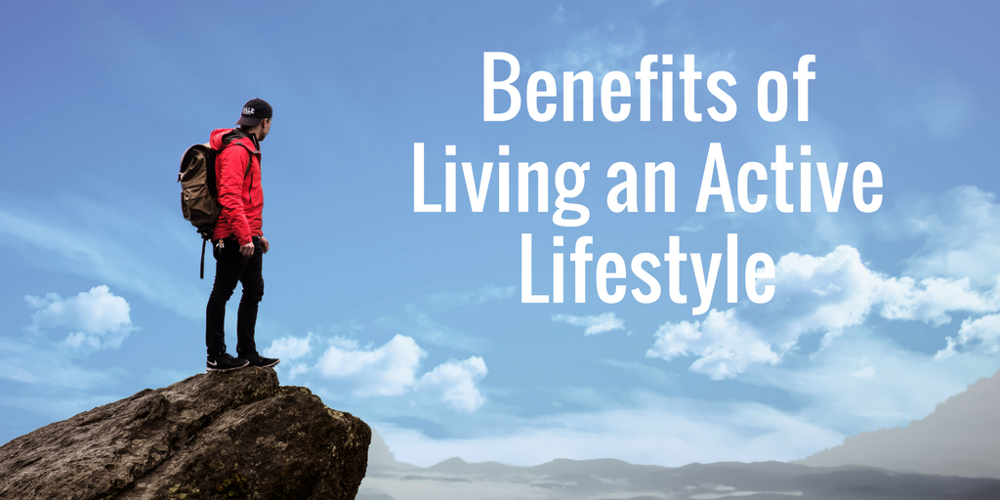 Benefits of
Living an Active
Lifestyle